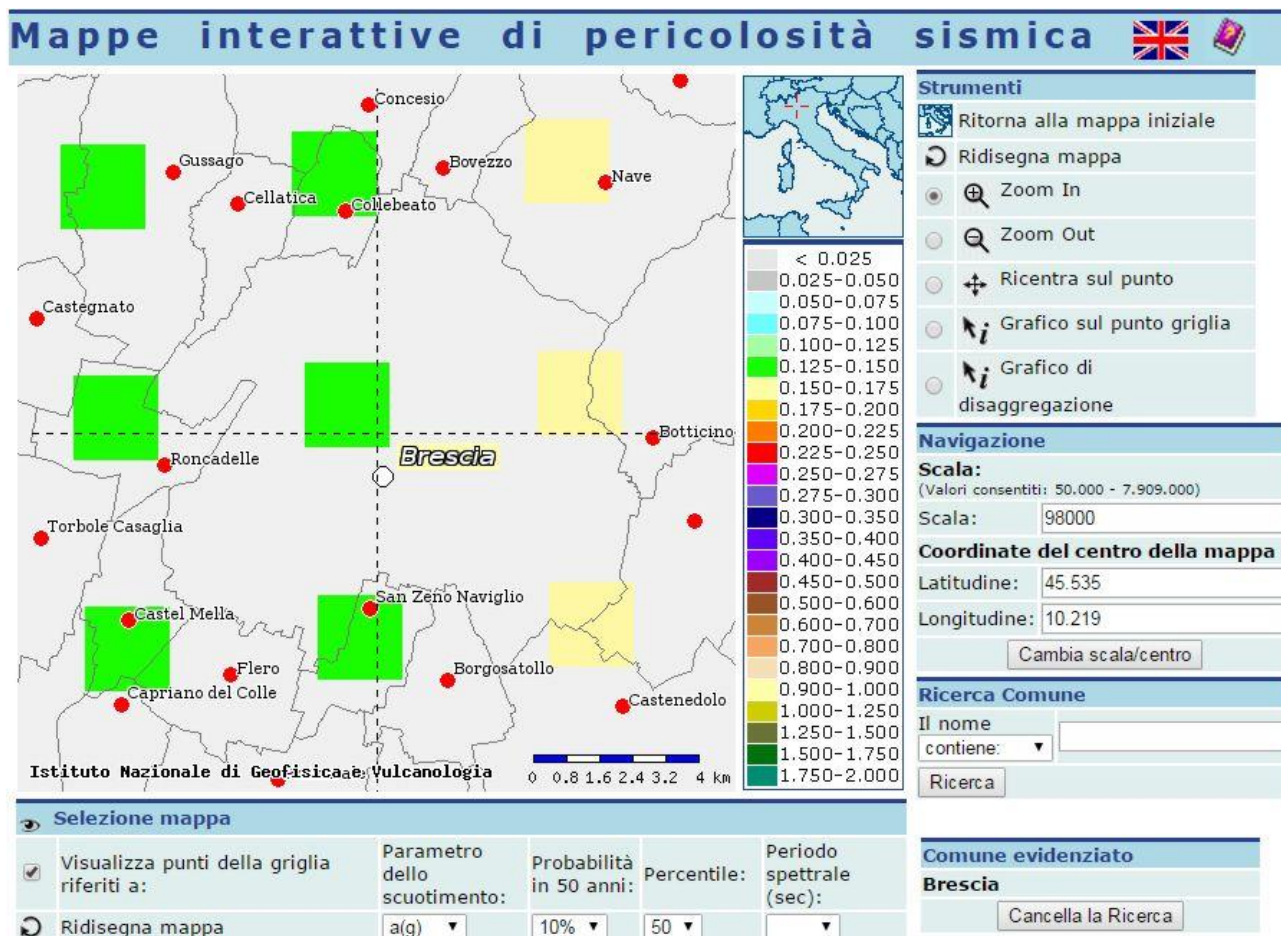 Mappe interattive di pericolosità sismica
Concesio
Gussago
Bovezzo
Nave
Cellatica
Collebeato
Castegnato
Botticino
Roncadelle
Brescia
Torbole Casaglia
San Zeno Naviglio
Castel Mella
Flero
Borgosatollo
Capriano del Colle
Castenedolo
Istituto Nazionale di Geofisica e Vulcanologia
0 0.8 1.6 2.4 3.2 4 km
< 0.025
0.025-0.050
0.050-0.075
0.075-0.100
0.100-0.125
0.125-0.150
0.150-0.175
0.175-0.200
0.200-0.225
0.225-0.250
0.250-0.275
0.275-0.300
0.300-0.350
0.350-0.400
0.400-0.450
0.450-0.500
0.500-0.600
0.600-0.700
0.700-0.800
0.800-0.900
0.900-1.000
1.000-1.250
1.250-1.500
1.500-1.750
1.750-2.000
Strumenti
Ritorna alla mappa iniziale
Ridisegna mappa
Zoom In
Zoom Out
Ricentra sul punto
Grafico sul punto griglia
Grafico di
disaggregazione
Navigazione
Scala:
(Valori consentiti: 50.000 - 7.909.000)
Scala: 98000
Coordinate del centro della mappa
Latitudine: 45.535
Longitudine: 10.219
Cambia scala/centro
Ricerca Comune
Il nome
contiene:
Ricerca
Selezione mappa
Visualizza punti della griglia
riferiti a:
Parametro
dello
scuotimento:
Probabilità
in 50 anni:
Percentile:
Periodo
spettrale
(sec):
Ridisegna mappa
a(g)
10%
50
Comune evidenziato
Brescia
Cancella la Ricerca